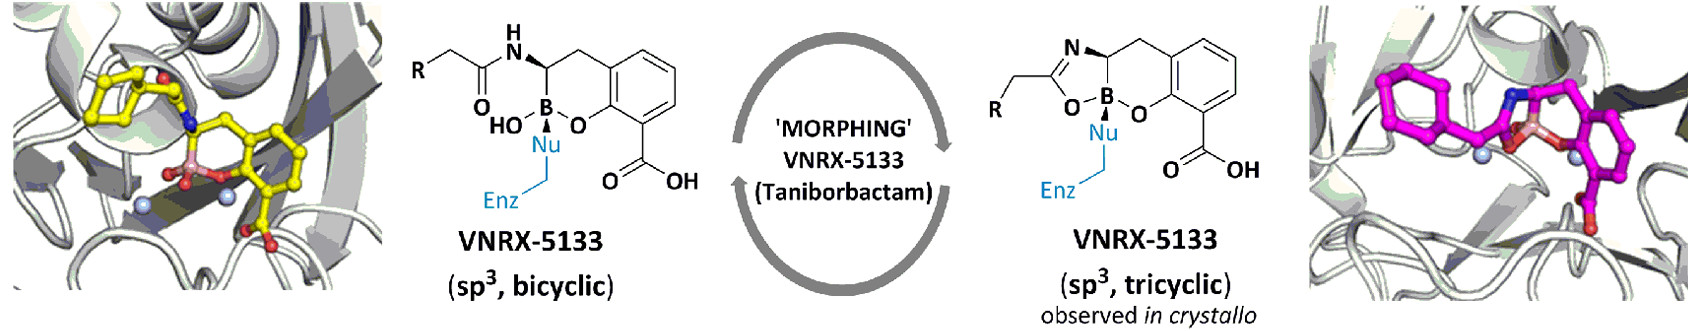 H
N
R
O
B
HO
O
Nu
Enz
O
OH
VNRX-5133
(sp³, bicyclic)
'MORPHING'
VNRX-5133
(Taniborbactam)
N
R
O
B
O
Nu
Enz
O
OH
VNRX-5133
(sp³, tricyclic)
observed in crystallo